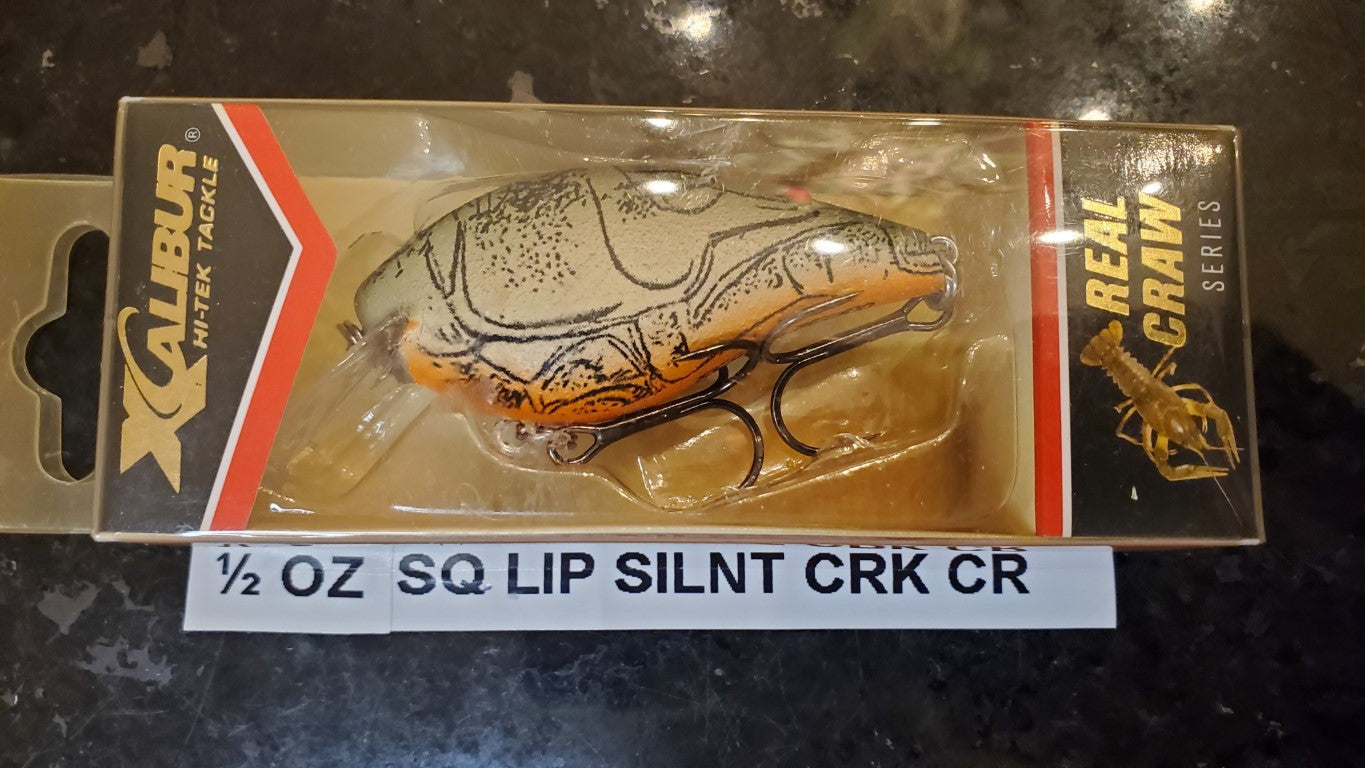 XCALIBUR®
HI-TEK TACKLE
REAL
CRAW
SERIES
½ OZ SQ LIP SILNT CRK CR